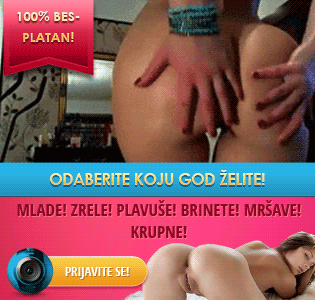 100% BES-
PLATAN!
ODABERITE KOJU GOD ŽELITE!
MLADE! ZRELE! PLAVUŠE! BRINETE! MRŠAVE!
KRUPNE!
PRIJAVITE SE!